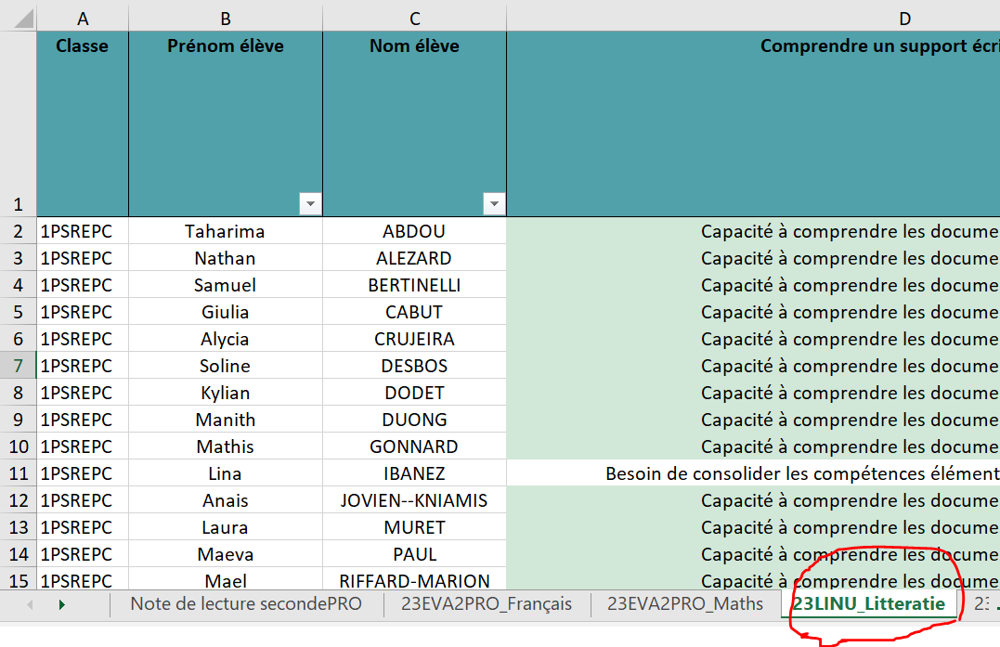 A B C D
Classe Prénom élève Nom élève Comprendre un support écri
1
2 1PSREPC Taharima ABDOU Capacité à comprendre les docume
3 1PSREPC Nathan ALEZARD Capacité à comprendre les docume
4 1PSREPC Samuel BERTINELLI Capacité à comprendre les docume
5 1PSREPC Giulia CABUT Capacité à comprendre les docume
6 1PSREPC Alycia CRUJEIRA Capacité à comprendre les docume
7 1PSREPC Soline DESBOS Capacité à comprendre les docume
8 1PSREPC Kylian DODET Capacité à comprendre les docume
9 1PSREPC Manith DUONG Capacité à comprendre les docume
10 1PSREPC Mathis GONNARD Capacité à comprendre les docume
11 1PSREPC Lina IBANEZ Besoin de consolider les compétences élément
12 1PSREPC Anais JOVIEN--KNIAMIS Capacité à comprendre les docume
13 1PSREPC Laura MURET Capacité à comprendre les docume
14 1PSREPC Maeva PAUL Capacité à comprendre les docume
15 1PSREPC Mael RIFFARD-MARION Capacité à comprendre les docume
Note de lecture secondePRO 23EVA2PRO_Français 23EVA2PRO_Maths 23LINU_Litteratie 23 ...